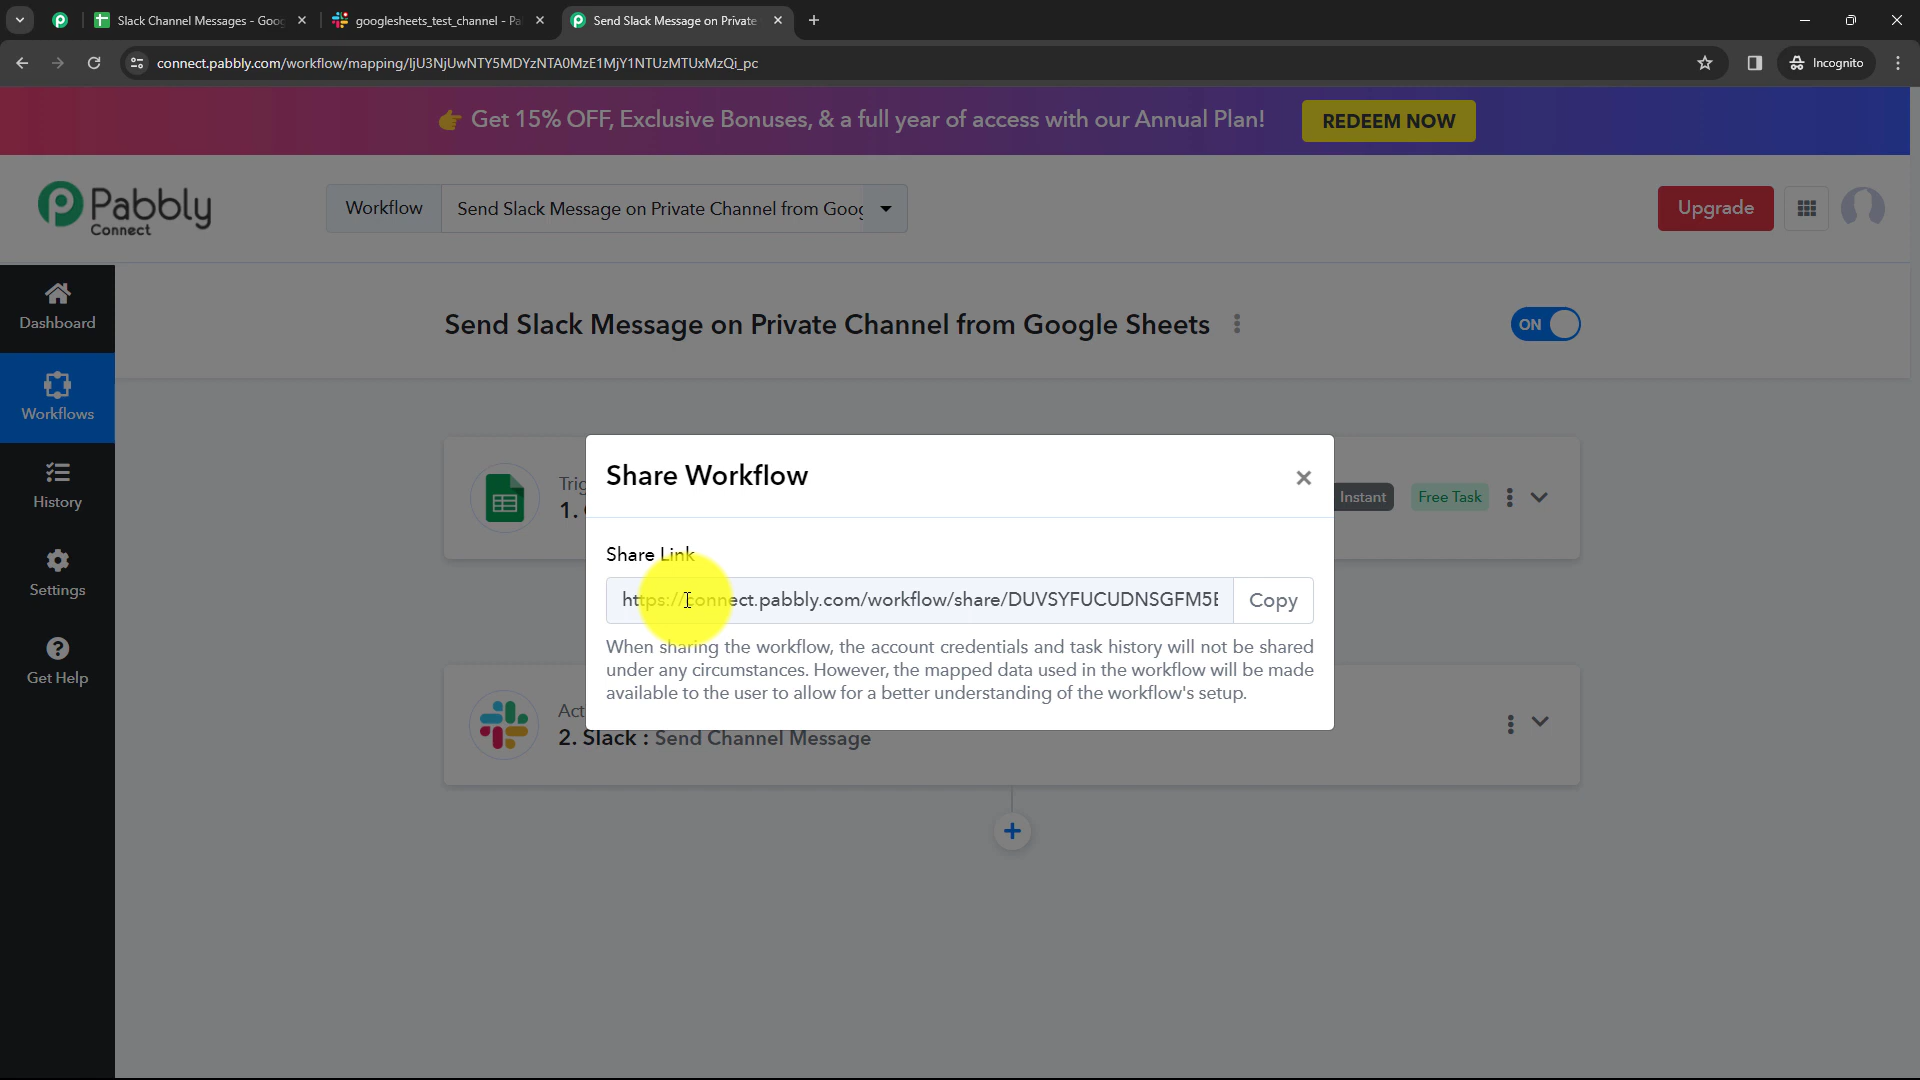 Slack Channel Messages - Goog
googlesheets_test_channel - Pa
Send Slack Message on Private
connect.pabbly.com/workflow/mapping/IjU3NjUwNTY5MDYzNTA0MzE1MjY1NTUzMTUxMzQi_pc
Incognito
Get 15% OFF, Exclusive Bonuses, & a full year of access with our Annual Plan!
REDEEM NOW
Pabbly
Connect
Workflow
Send Slack Message on Private Channel from Goog
Upgrade
Dashboard
Workflows
History
Settings
Get Help
Send Slack Message on Private Channel from Google Sheets
ON
Trig
1.
Instant
Free Task
Share Workflow
Share Link
https://connect.pabbly.com/workflow/share/DUVSYFUCUDNSGFM5E
Copy
When sharing the workflow, the account credentials and task history will not be shared
under any circumstances. However, the mapped data used in the workflow will be made
available to the user to allow for a better understanding of the workflow's setup.
Act
2. Slack : Send Channel Message